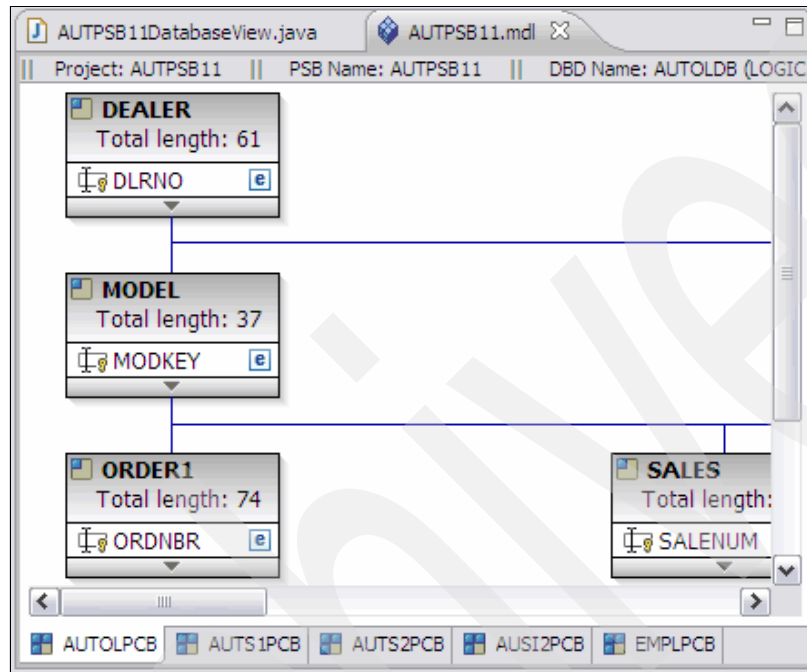 AUTPSB11DatabaseView.java AUTPSB11.mdl
Project: AUTPSB11 || PSB Name: AUTPSB11 || DBD Name: AUTOLDB (LOGIC
DEALER
Total length: 61
DLRNO
MODEL
Total length: 37
MODKEY
ORDER1
Total length: 74
ORDNBR
SALES
Total length:
SALENUM
AUTOLPCB AUTS1PCB AUTS2PCB AUSI2PCB EMPLPCB